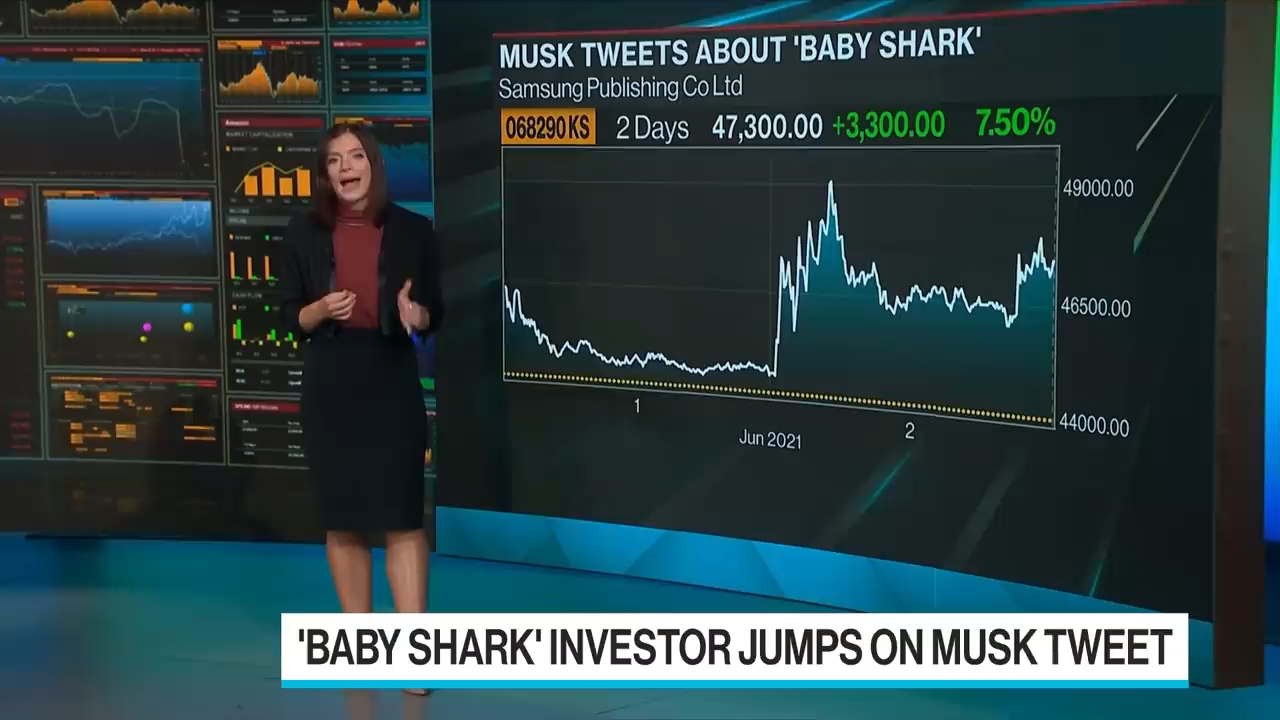 MUSK TWEETS ABOUT 'BABY SHARK'
Samsung Publishing Co Ltd
068290 KS 2 Days 47,300.00 +3,300.00 7.50%
49000.00
46500.00
44000.00
1
2
Jun 2021
'BABY SHARK' INVESTOR JUMPS ON MUSK TWEET